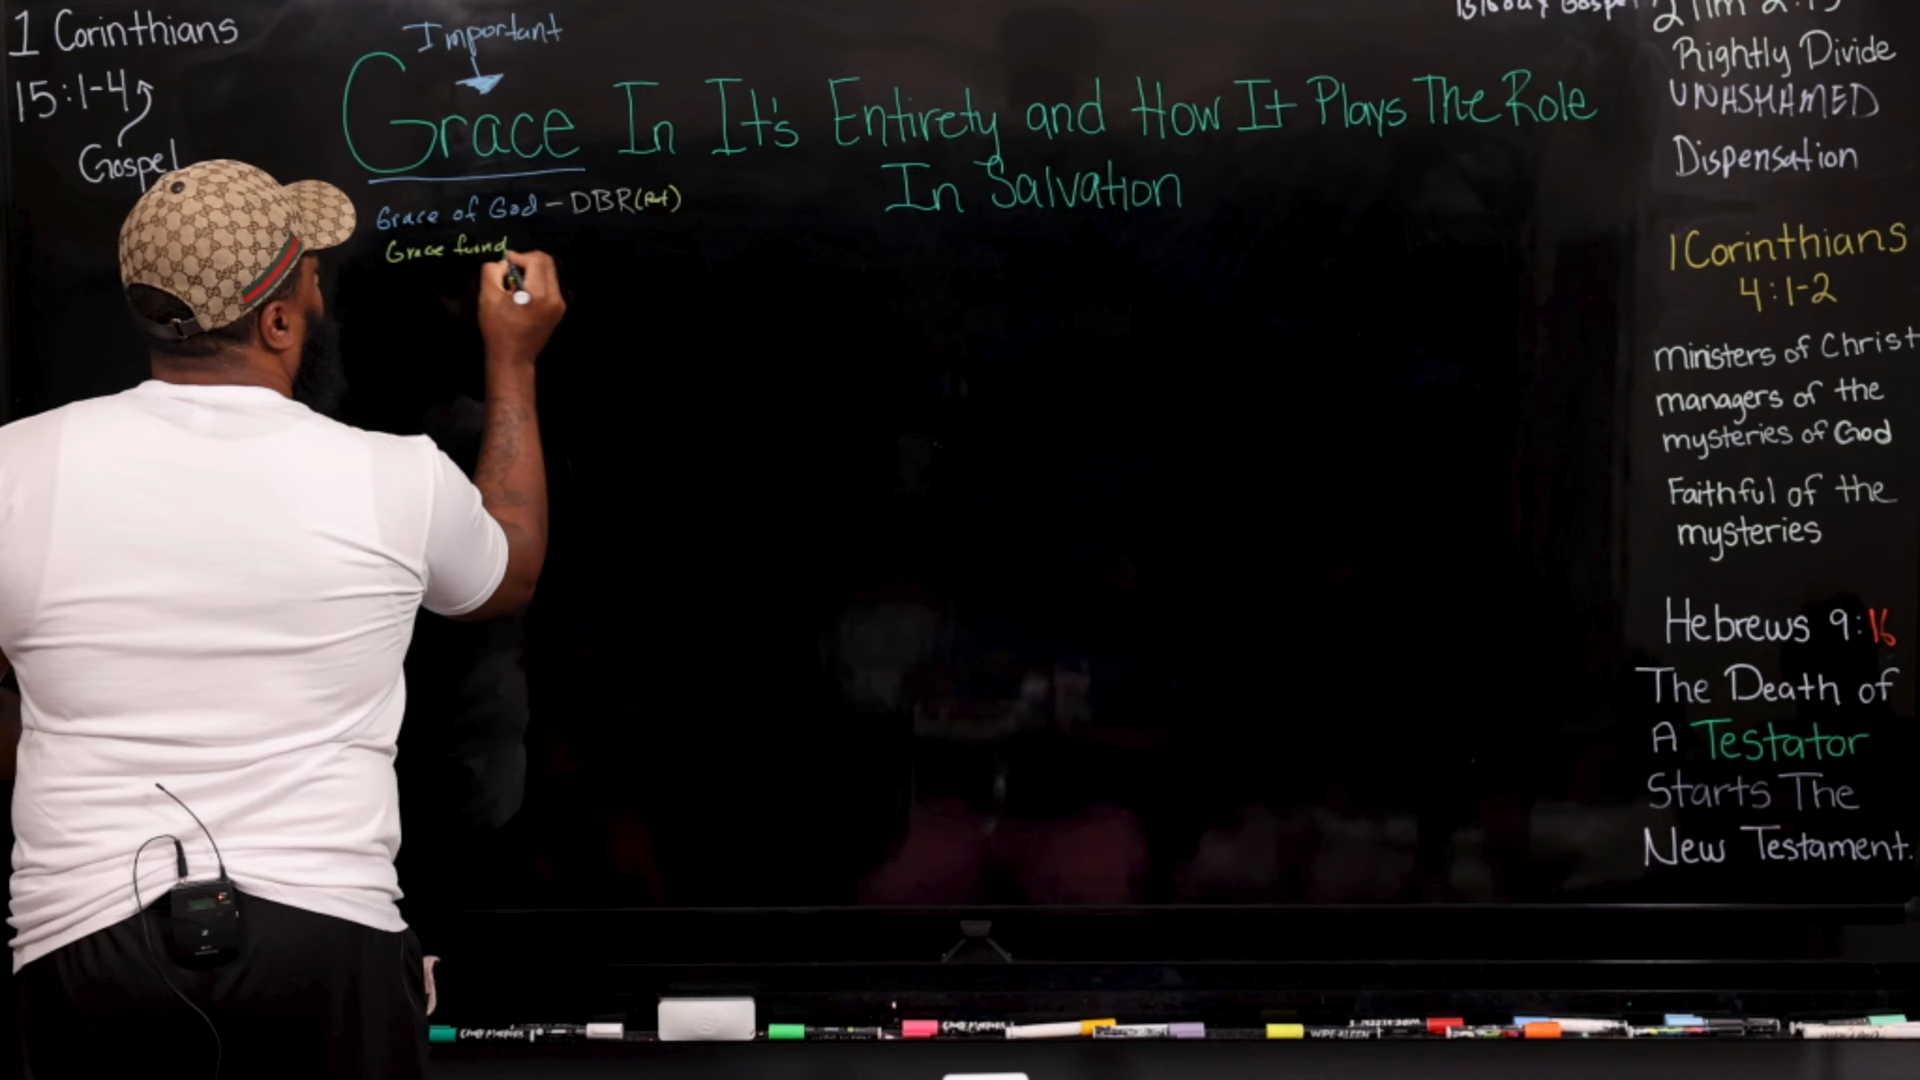 1 Corinthians
15:1-4
Gospel
Important
Grace In It's Entirety and How It Plays The Role
In Salvation
Grace of God - DBR
Grace found
2 Tim 2:15
Rightly Divide
UNASHAMED
Dispensation
1 Corinthians
4:1-2
ministers of Christ
managers of the
mysteries of God
Faithful of the
mysteries
Hebrews 9:16
The Death of
A Testator
Starts The
New Testament.